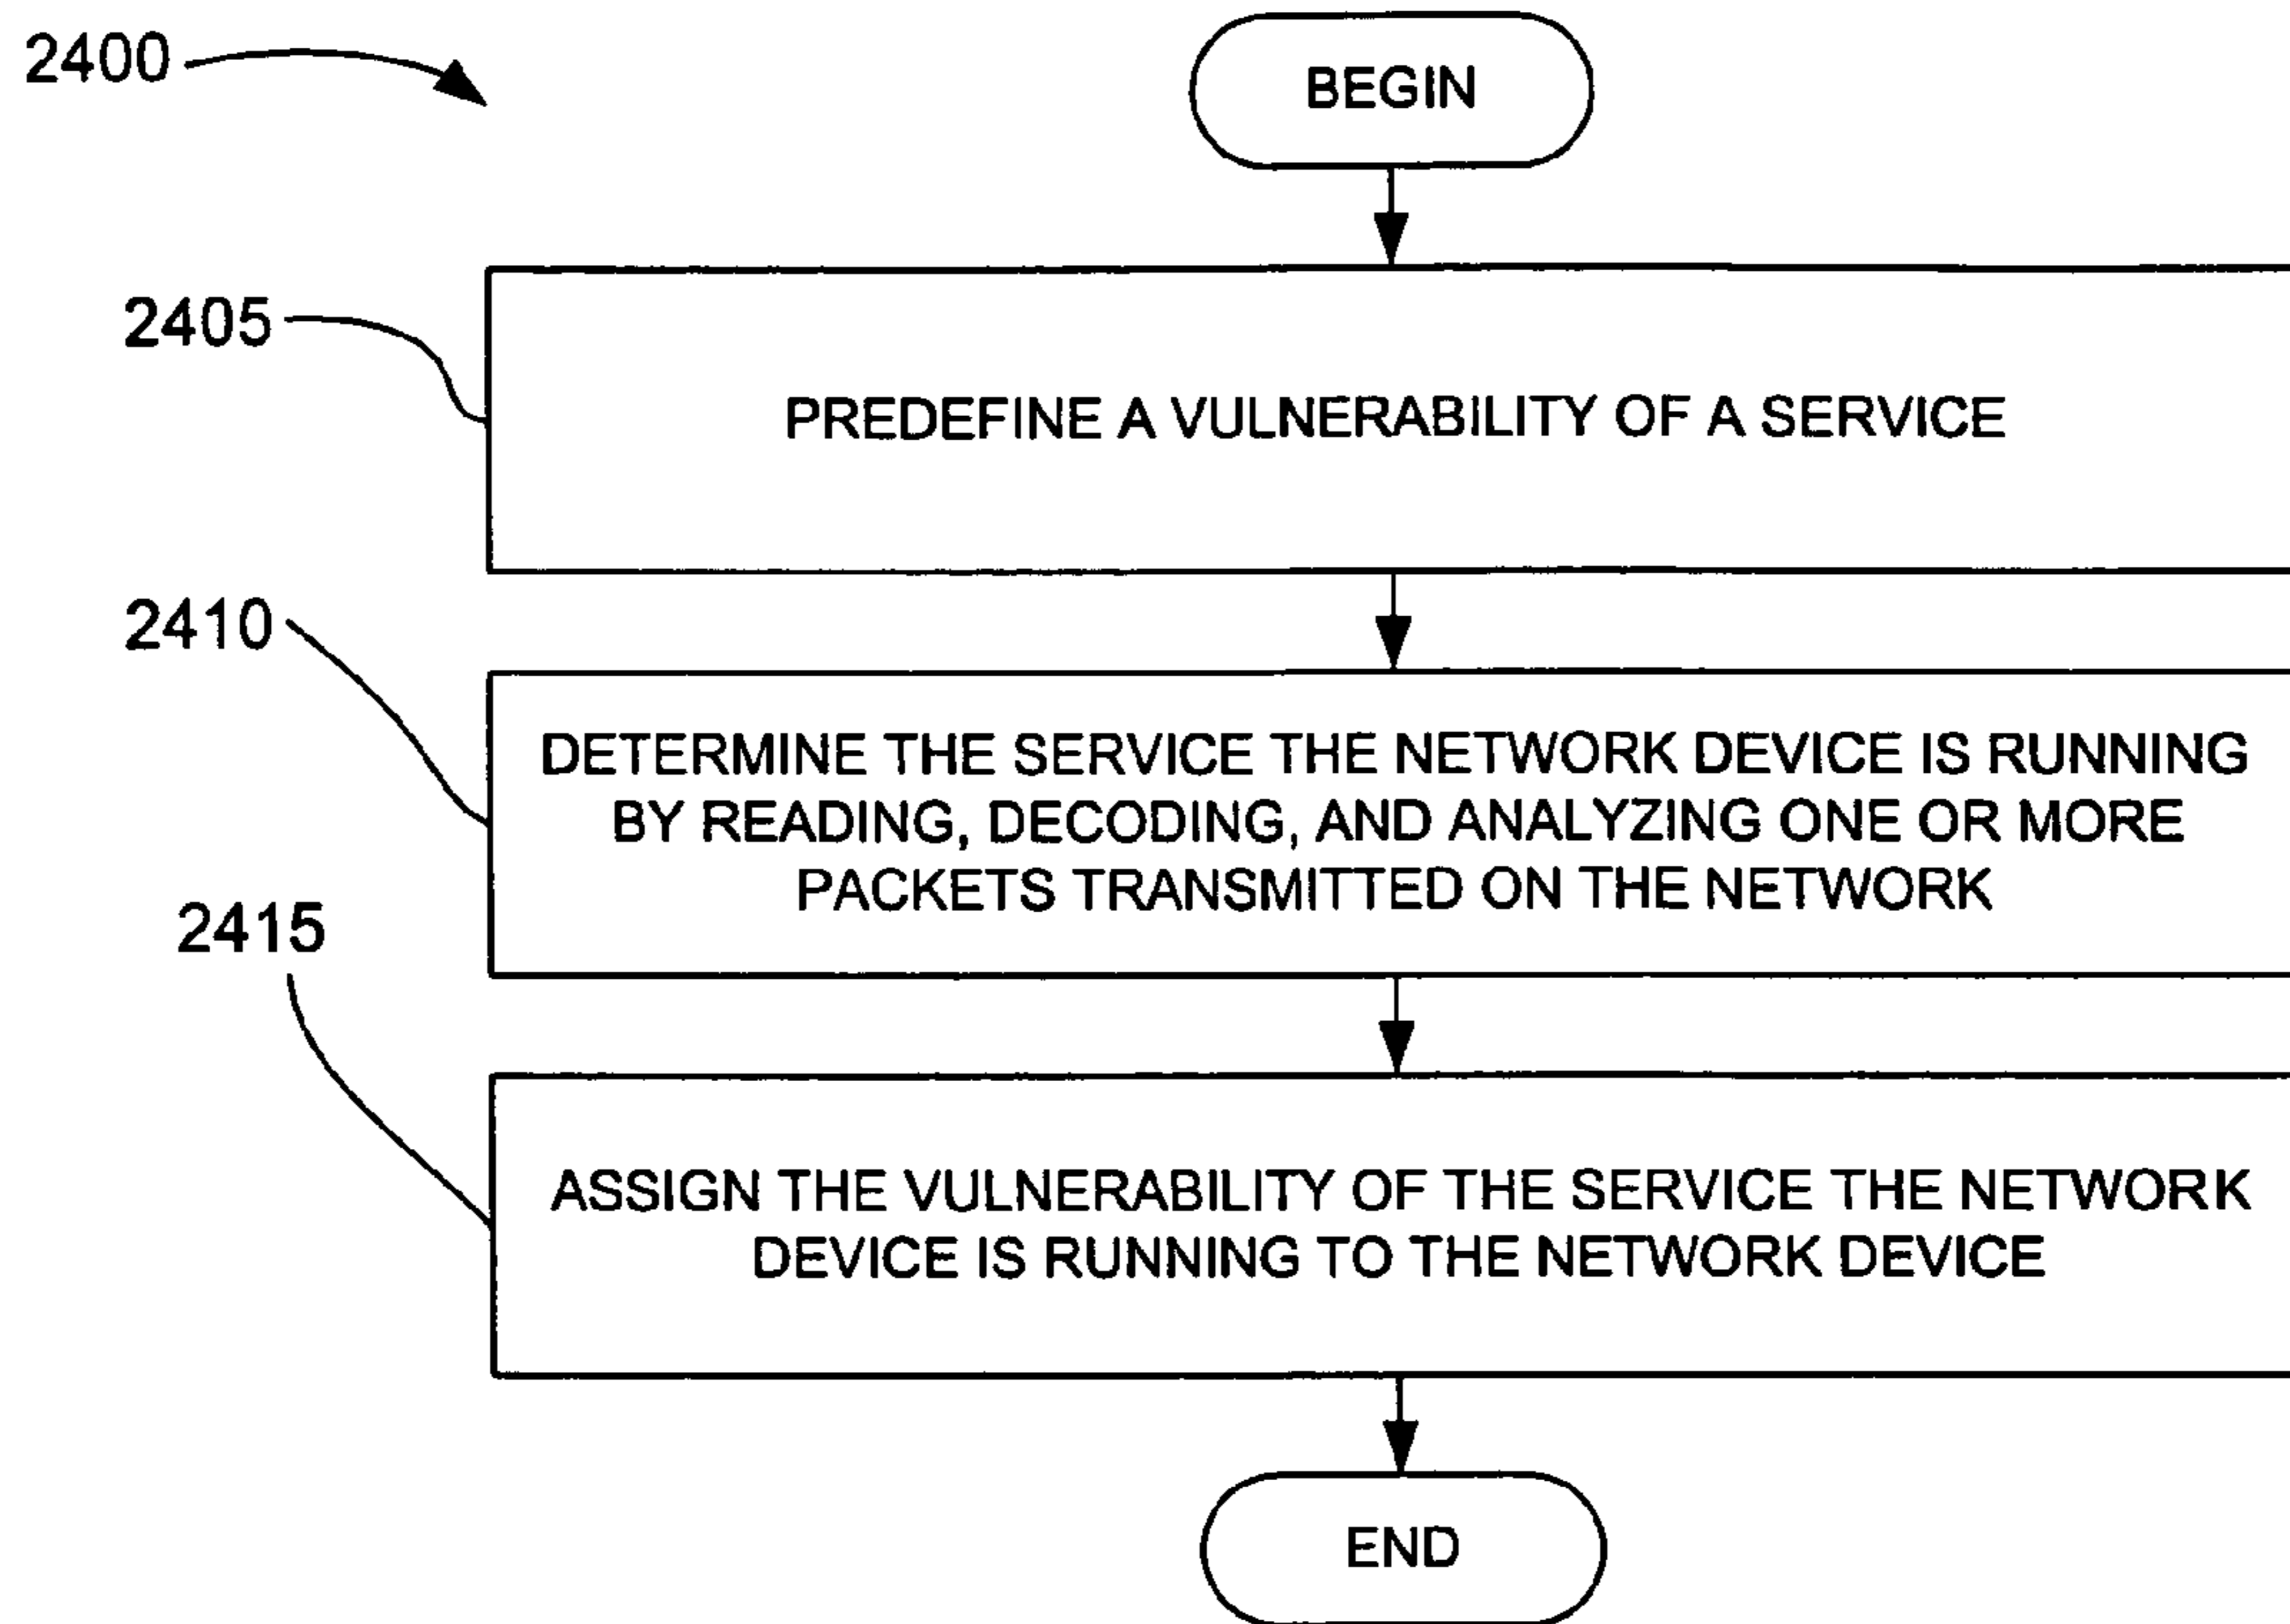 2400
BEGIN
2405
PREDEFINE A VULNERABILITY OF A SERVICE
2410
DETERMINE THE SERVICE THE NETWORK DEVICE IS RUNNING
BY READING, DECODING, AND ANALYZING ONE OR MORE
PACKETS TRANSMITTED ON THE NETWORK
2415
ASSIGN THE VULNERABILITY OF THE SERVICE THE NETWORK
DEVICE IS RUNNING TO THE NETWORK DEVICE
END